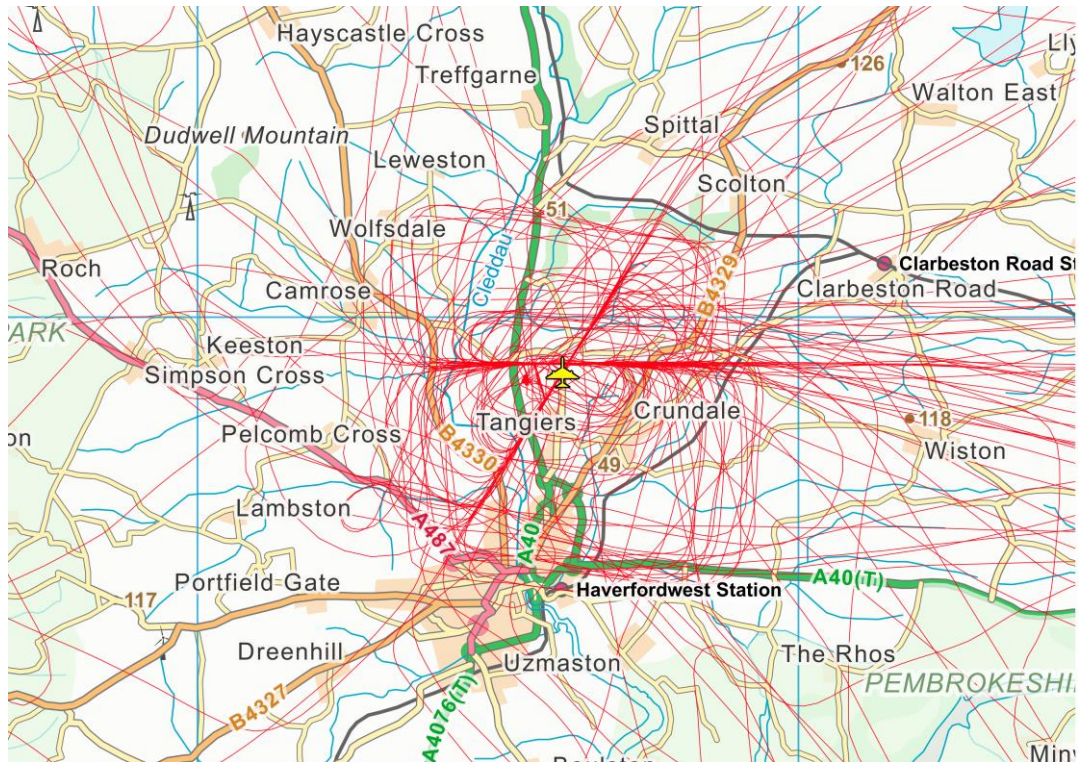 Hayscastle Cross
Treffgarne
126
Walton East
Dudwell Mountain
Spittal
Leweston
Scolton
51
Wolfsdale
Cleddau
Roch
Clarbeston Road St
Camrose
B4329
Clarbeston Road
ARK
Keeston
Simpson Cross
Tangiers
Crundale
118
on
Pelcomb Cross
B4330
Wiston
49
Lambston
A487
A40
Portfield Gate
Haverfordwest Station
A40(T)
117
Dreenhill
Uzmaston
The Rhos
B4327
PEMBROKESHI
A4076(T)